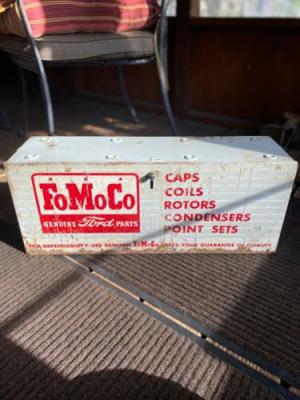 FoMoCo
GENUINE Ford PARTS
CAPS
COILS
ROTORS
CONDENSERS
POINT SETS
FOR DEPENDABILITY-USE GENUINE FoMoCo PARTS-YOUR GUARANTEE OF QUALITY